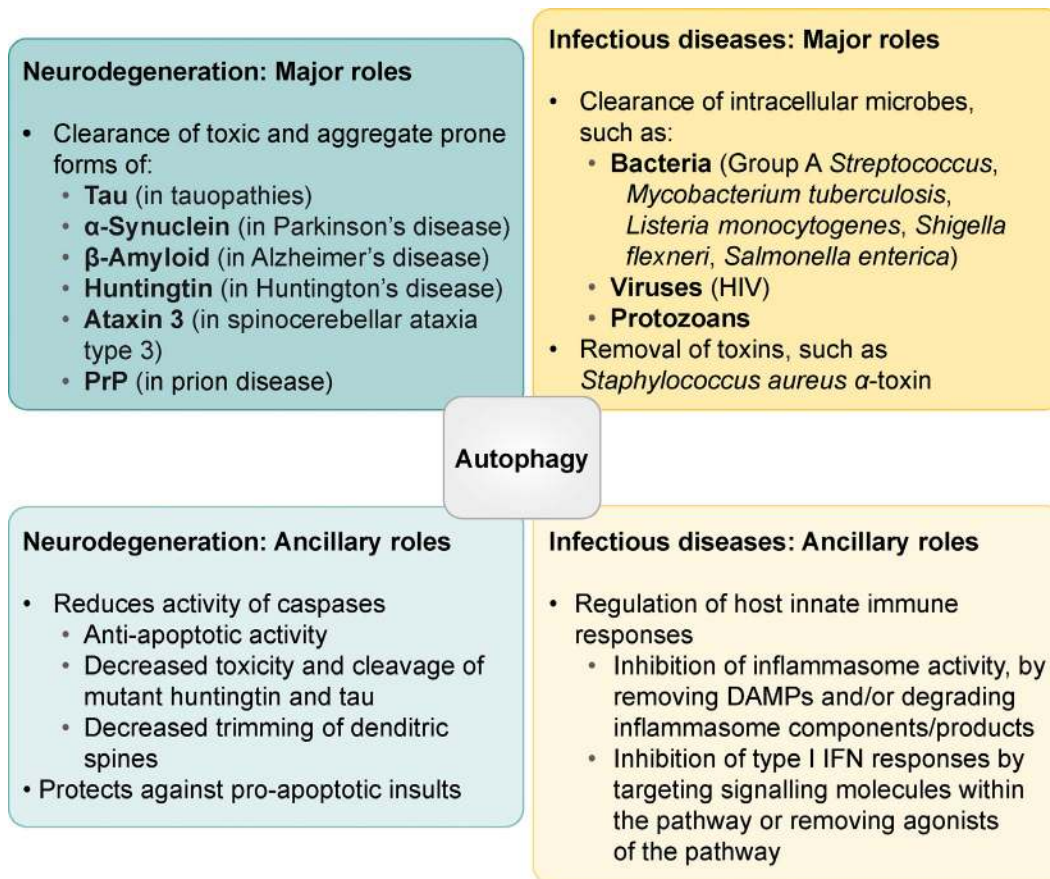 Neurodegeneration: Major roles
• Clearance of toxic and aggregate prone
forms of:
• Tau (in tauopathies)
• α-Synuclein (in Parkinson's disease)
• β-Amyloid (in Alzheimer's disease)
• Huntingtin (in Huntington's disease)
• Ataxin 3 (in spinocerebellar ataxia
type 3)
• PrP (in prion disease)
Infectious diseases: Major roles
• Clearance of intracellular microbes,
such as:
• Bacteria (Group A Streptococcus,
Mycobacterium tuberculosis,
Listeria monocytogenes, Shigella
flexneri, Salmonella enterica)
• Viruses (HIV)
• Protozoans
• Removal of toxins, such as
Staphylococcus aureus α-toxin
Autophagy
Neurodegeneration: Ancillary roles
• Reduces activity of caspases
• Anti-apoptotic activity
• Decreased toxicity and cleavage of
mutant huntingtin and tau
• Decreased trimming of denditric
spines
• Protects against pro-apoptotic insults
Infectious diseases: Ancillary roles
• Regulation of host innate immune
responses
• Inhibition of inflammasome activity, by
removing DAMPs and/or degrading
inflammasome components/products
• Inhibition of type I IFN responses by
targeting signalling molecules within
the pathway or removing agonists
of the pathway